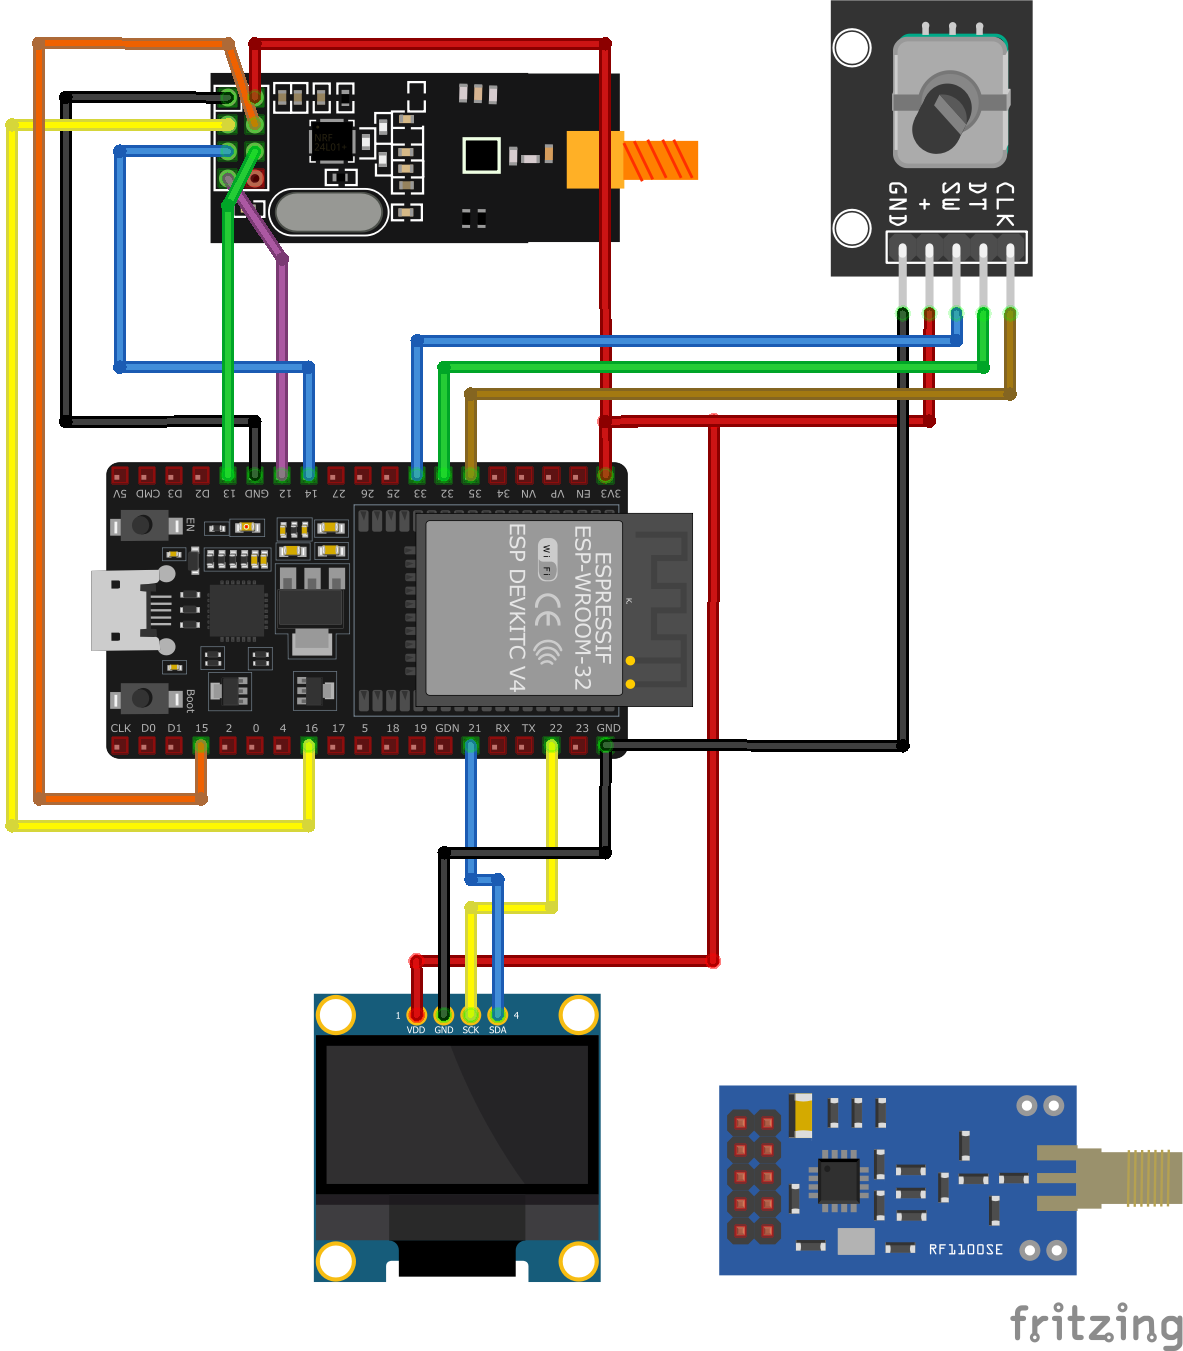 NRF
24L01+
GND
+
SW
DT
CLK
5V
CMD
D3
D2
13
GND
12
14
27
26
25
33
32
35
34
VN
VP
EN
3V3
EN
Wi
Fi
ESPRESSIF
ESP-WROOM-32
ESP DEVKITC V4
Boot
CLK
D0
D1
15
2
0
4
16
17
5
18
19
GDN
21
RX
TX
22
23
GND
1
4
VDD
GND
SCK
SDA
RF1100SE
fritzing